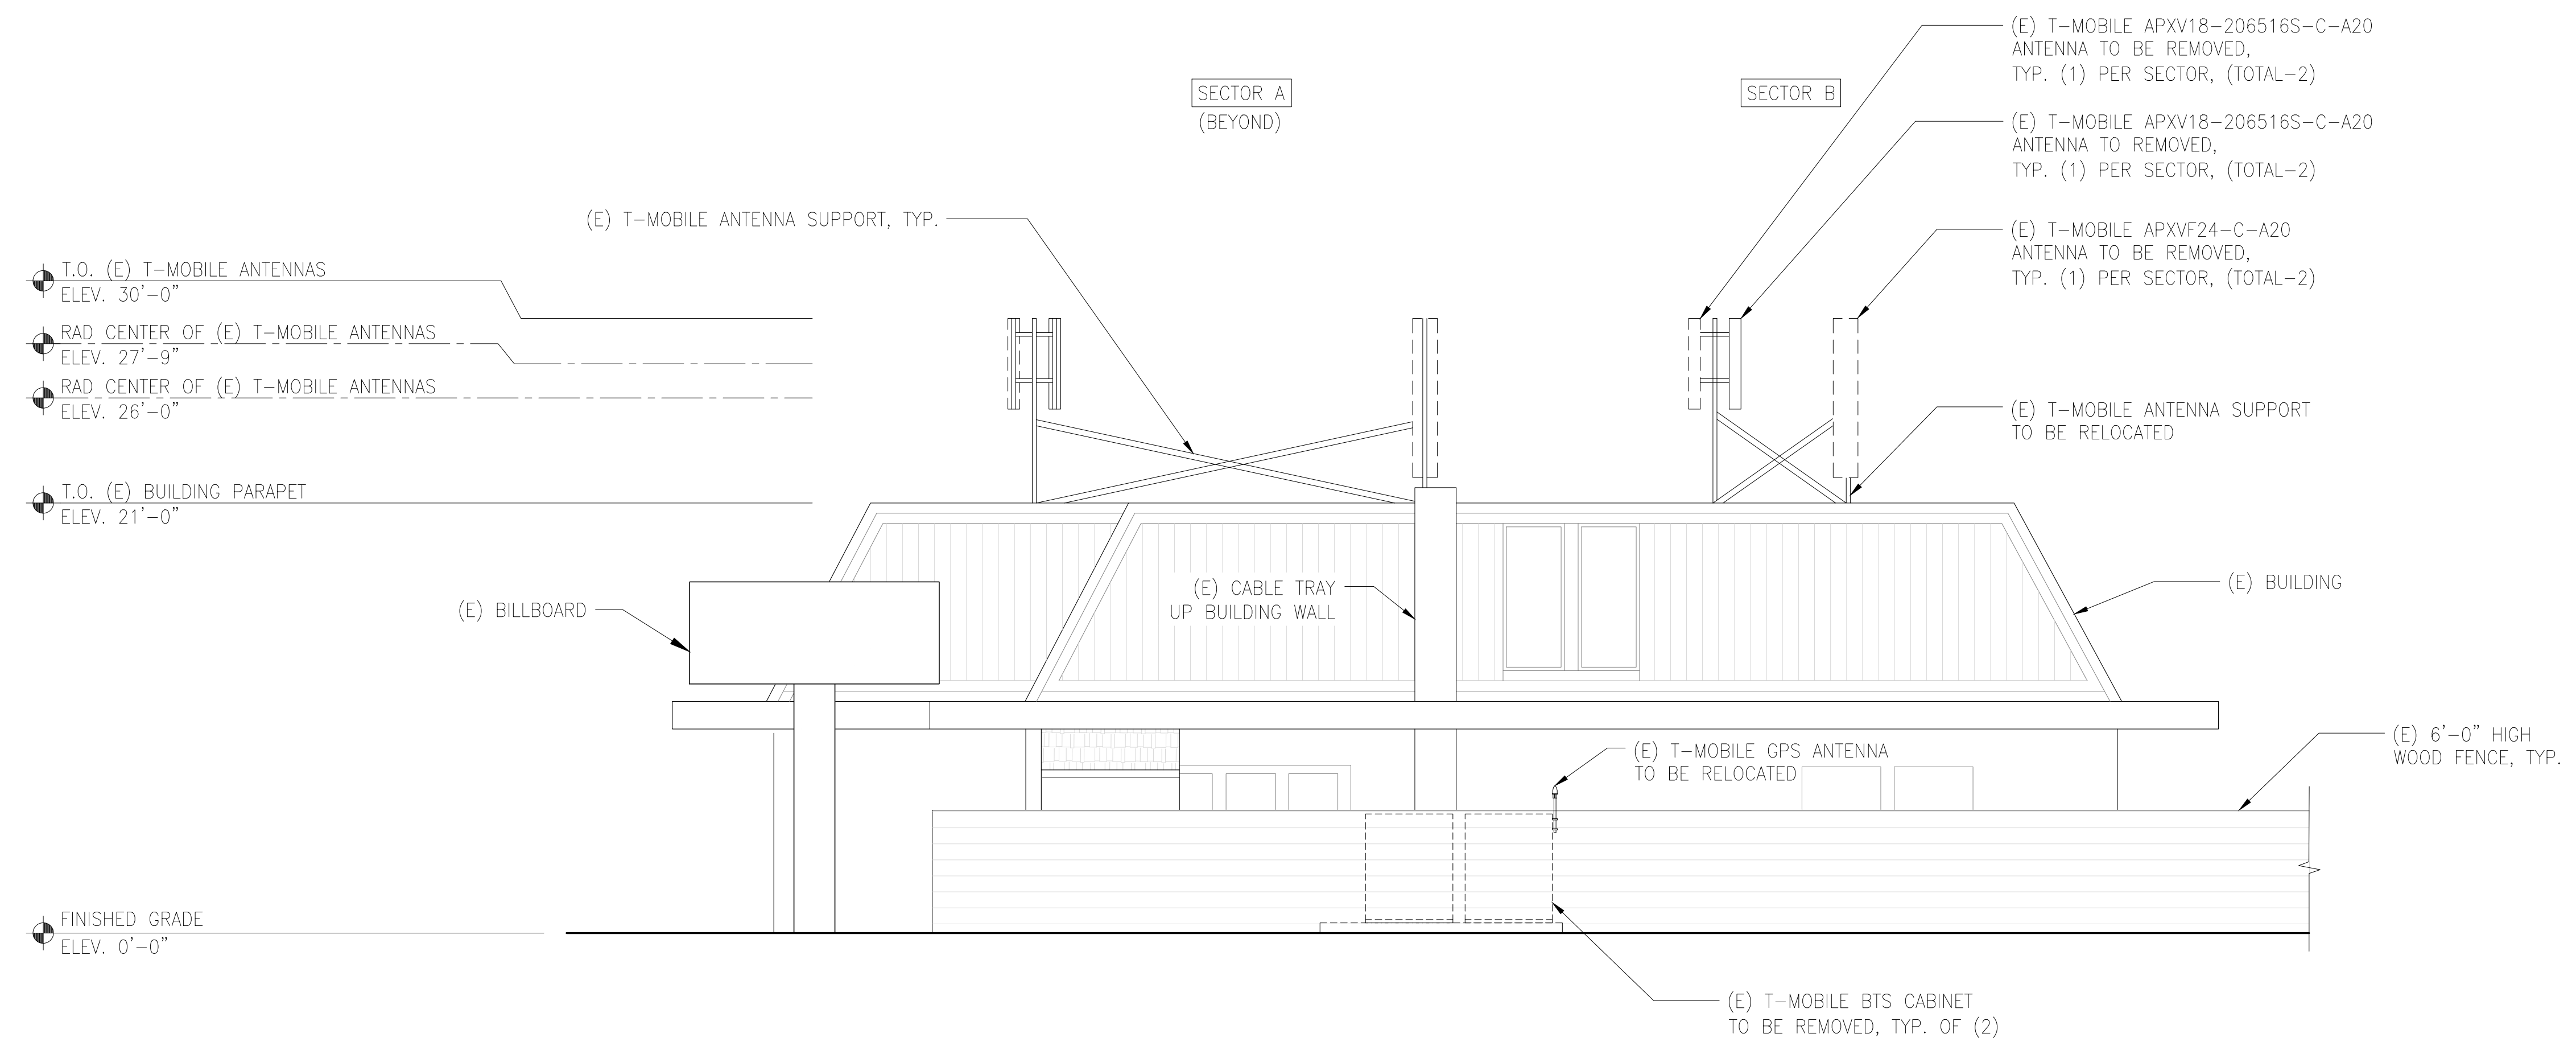 (E) T-MOBILE APXV18-206516S-C-A20
ANTENNA TO BE REMOVED,
TYP. (1) PER SECTOR, (TOTAL-2)
SECTOR A
(BEYOND)
SECTOR B
(E) T-MOBILE APXV18-206516S-C-A20
ANTENNA TO REMOVED,
TYP. (1) PER SECTOR, (TOTAL-2)
(E) T-MOBILE ANTENNA SUPPORT, TYP.
(E) T-MOBILE APXVF24-C-A20
ANTENNA TO BE REMOVED,
TYP. (1) PER SECTOR, (TOTAL-2)
T.O. (E) T-MOBILE ANTENNAS
ELEV. 30'-0"
RAD CENTER OF (E) T-MOBILE ANTENNAS
ELEV. 27'-9"
RAD CENTER OF (E) T-MOBILE ANTENNAS
ELEV. 26'-0"
(E) T-MOBILE ANTENNA SUPPORT
TO BE RELOCATED
T.O. (E) BUILDING PARAPET
ELEV. 21'-0"
(E) BILLBOARD
(E) CABLE TRAY
UP BUILDING WALL
(E) BUILDING
(E) T-MOBILE GPS ANTENNA
TO BE RELOCATED
(E) 6'-0" HIGH
WOOD FENCE, TYP.
FINISHED GRADE
ELEV. 0'-0"
(E) T-MOBILE BTS CABINET
TO BE REMOVED, TYP. OF (2)